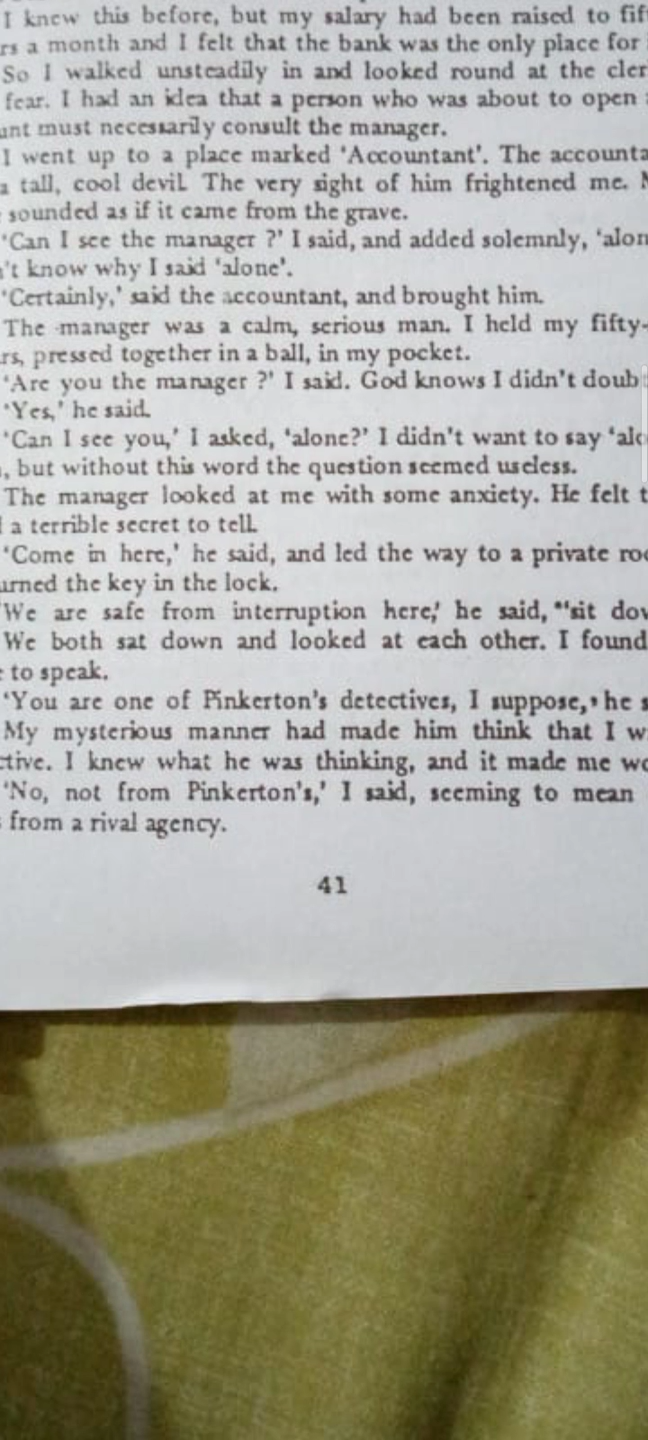 I knew this before, but my salary had been raised to fif
rs a month and I felt that the bank was the only place for
So I walked unsteadily in and looked round at the cler
fear. I had an idea that a person who was about to open
unt must necessarily consult the manager.
I went up to a place marked 'Accountant'. The accounta
a tall, cool devil. The very sight of him frightened me. M
sounded as if it came from the grave.
'Can I see the manager ?' I said, and added solemnly, 'alon
't know why I said 'alone'.
'Certainly,' said the accountant, and brought him.
The manager was a calm, serious man. I held my fifty-
rs, pressed together in a ball, in my pocket.
'Are you the manager ?' I said. God knows I didn't doubt
'Yes,' he said.
'Can I see you,' I asked, 'alone?' I didn't want to say 'alo
, but without this word the question seemed useless.
The manager looked at me with some anxiety. He felt t
l a terrible secret to tell.
'Come in here,' he said, and led the way to a private roo
urned the key in the lock.
'We are safe from interruption here,' he said, "'sit dow
We both sat down and looked at each other. I found
e to speak.
'You are one of Pinkerton's detectives, I suppose,' he s
My mysterious manner had made him think that I w
ctive. I knew what he was thinking, and it made me wo
'No, not from Pinkerton's,' I said, seeming to mean
s from a rival agency.
41